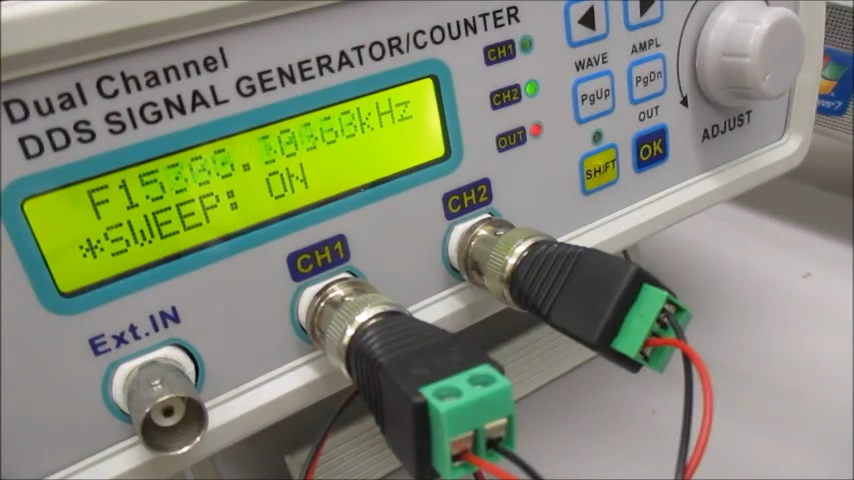 Dual Channel
DDS SIGNAL GENERATOR/COUNTER
*SWEEP: ON
Ext.IN
CH1
CH2
CH1
CH2
OUT
WAVE
AMPL
PgUp
PgDn
OUT
SHIFT
OK
ADJUST